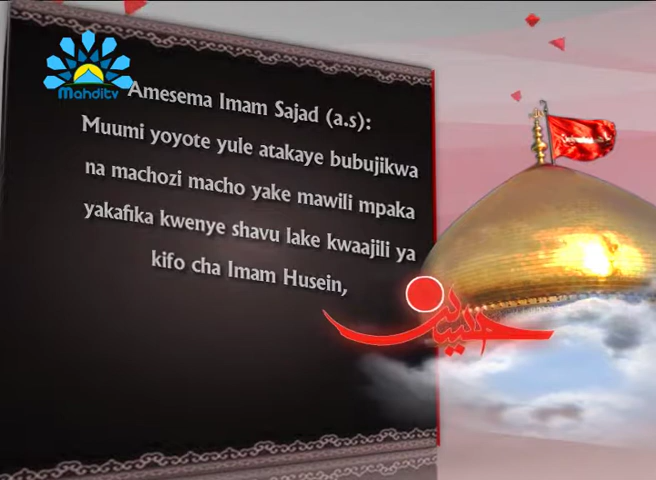 Mahditv
Amesema Imam Sajad (a.s):
Muumi yoyote yule atakaye bubujikwa
na machozi macho yake mawili mpaka
yakafika kwenye shavu lake kwaajili ya
kifo cha Imam Husein,